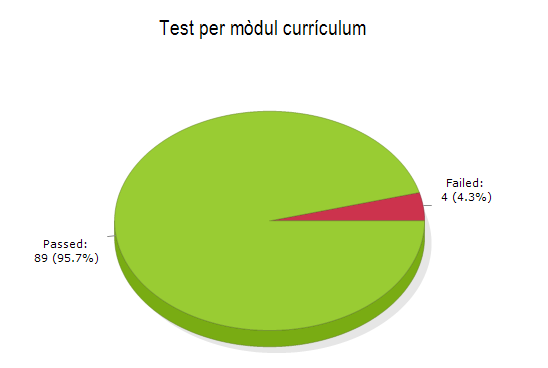 Test per mòdul currículum
Failed:
4 (4.3%)
Passed:
89 (95.7%)